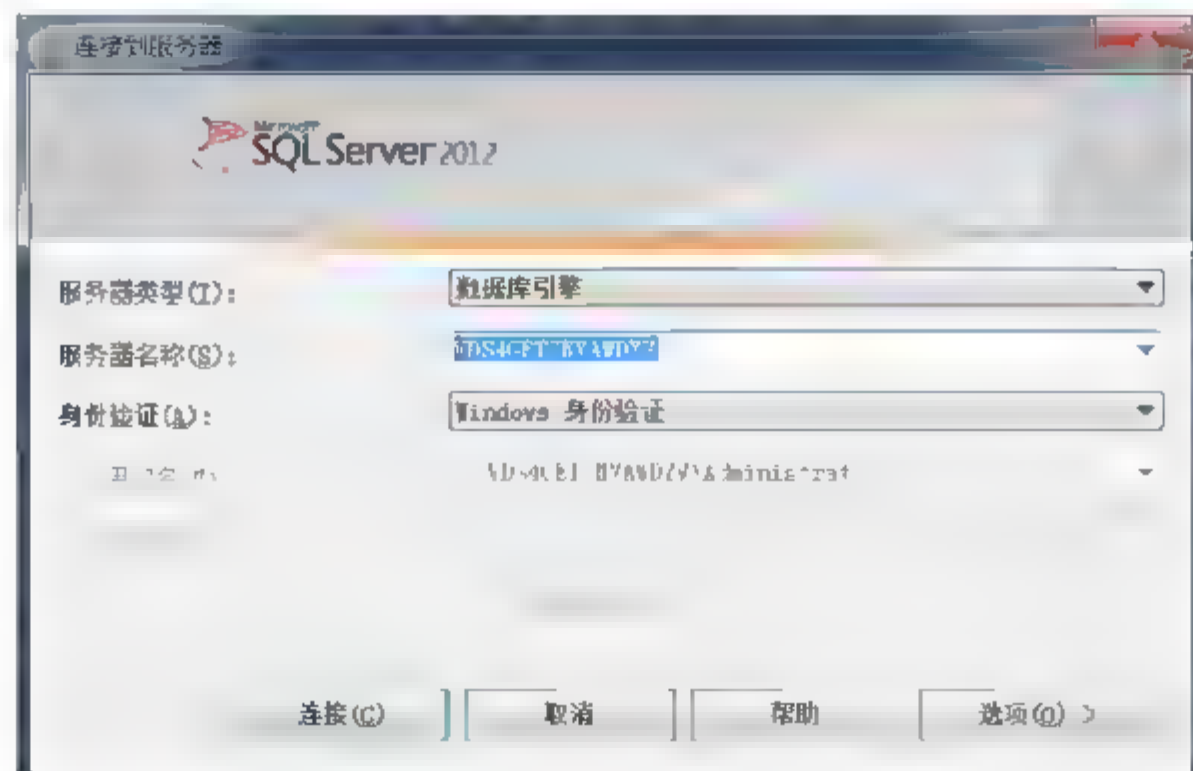 连接到服务器
Microsoft
SQL Server 2012
服务器类型(T):
数据库引擎
服务器名称(S):
身份验证(A):
Windows 身份验证
连接(C)
取消
帮助
选项(O) >